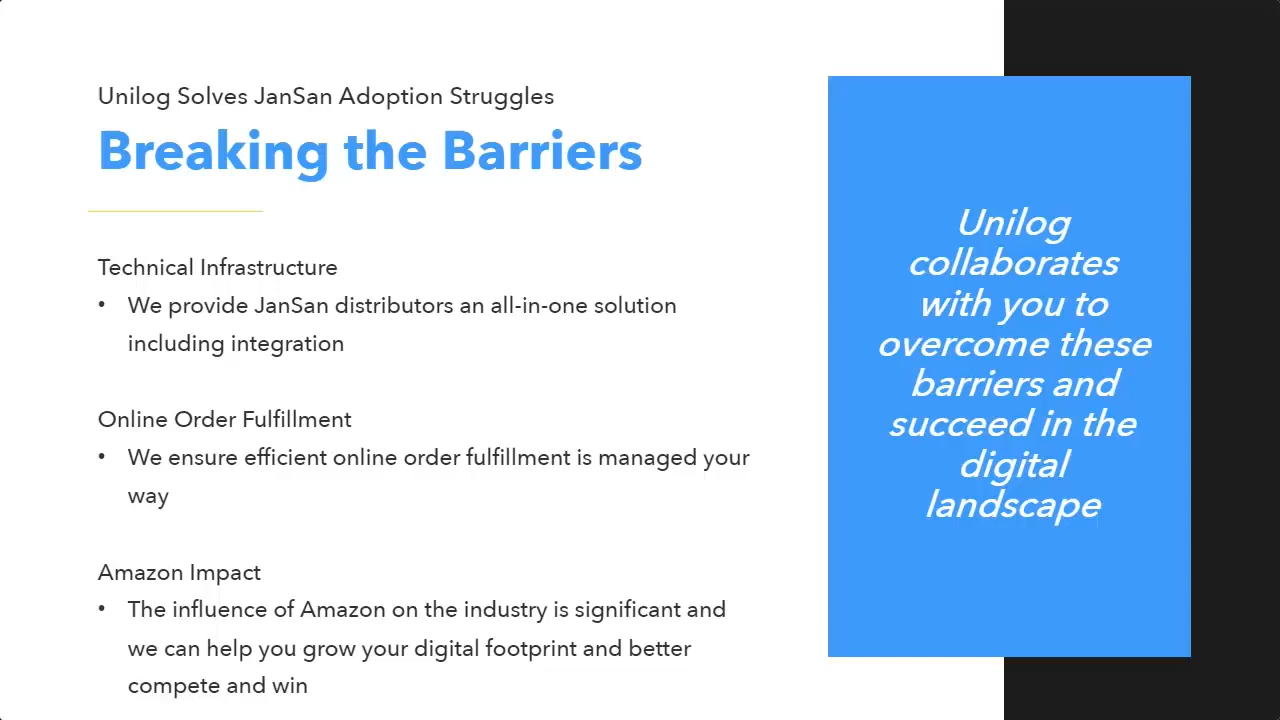 Unilog Solves JanSan Adoption Struggles
Breaking the Barriers
Technical Infrastructure
• We provide JanSan distributors an all-in-one solution
including integration
Online Order Fulfillment
• We ensure efficient online order fulfillment is managed your
way
Amazon Impact
• The influence of Amazon on the industry is significant and
we can help you grow your digital footprint and better
compete and win
Unilog
collaborates
with you to
overcome these
barriers and
succeed in the
digital
landscape